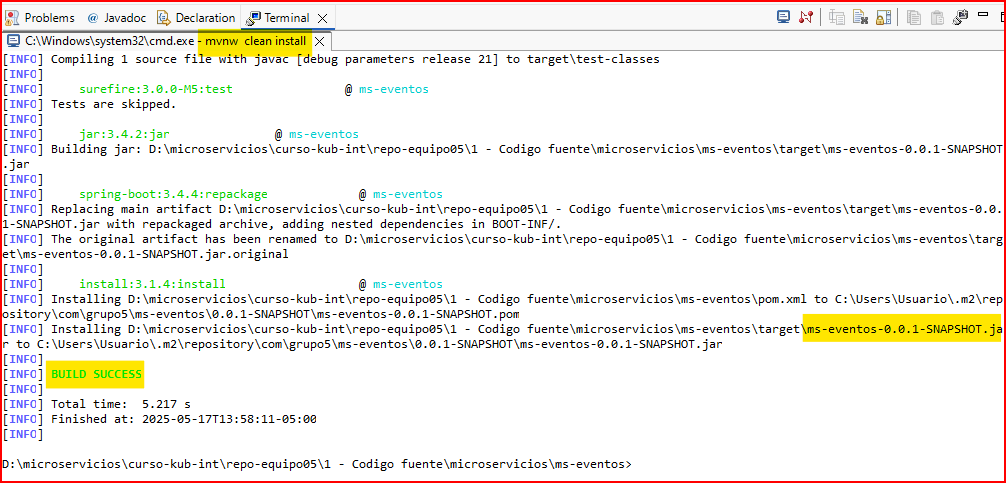 Problems @ Javadoc Declaration Terminal
C:\Windows\system32\cmd.exe - mvnw clean install
[INFO] Compiling 1 source file with javac [debug parameters release 21] to target\test-classes
[INFO]
[INFO] surefire:3.0.0-M5:test @ ms-eventos
[INFO] Tests are skipped.
[INFO]
[INFO] jar:3.4.2:jar @ ms-eventos
[INFO] Building jar: D:\microservicios\curso-kub-int\repo-equipo05\1 - Codigo fuente\microservicios\ms-eventos\target\ms-eventos-0.0.1-SNAPSHOT
.jar
[INFO]
[INFO] spring-boot:3.4.4:repackage @ ms-eventos
[INFO] Replacing main artifact D:\microservicios\curso-kub-int\repo-equipo05\1 - Codigo fuente\microservicios\ms-eventos\target\ms-eventos-0.0.
1-SNAPSHOT.jar with repackaged archive, adding nested dependencies in BOOT-INF/.
[INFO] The original artifact has been renamed to D:\microservicios\curso-kub-int\repo-equipo05\1 - Codigo fuente\microservicios\ms-eventos\targ
et\ms-eventos-0.0.1-SNAPSHOT.jar.original
[INFO]
[INFO] install:3.1.4:install @ ms-eventos
[INFO] Installing D:\microservicios\curso-kub-int\repo-equipo05\1 - Codigo fuente\microservicios\ms-eventos\pom.xml to C:\Users\Usuario\.m2\rep
ository\com\grupo5\ms-eventos\0.0.1-SNAPSHOT\ms-eventos-0.0.1-SNAPSHOT.pom
[INFO] Installing D:\microservicios\curso-kub-int\repo-equipo05\1 - Codigo fuente\microservicios\ms-eventos\target\ms-eventos-0.0.1-SNAPSHOT.ja
r to C:\Users\Usuario\.m2\repository\com\grupo5\ms-eventos\0.0.1-SNAPSHOT\ms-eventos-0.0.1-SNAPSHOT.jar
[INFO]
[INFO] BUILD SUCCESS
[INFO]
[INFO] Total time:  5.217 s
[INFO] Finished at: 2025-05-17T13:58:11-05:00
[INFO]
D:\microservicios\curso-kub-int\repo-equipo05\1 - Codigo fuente\microservicios\ms-eventos>